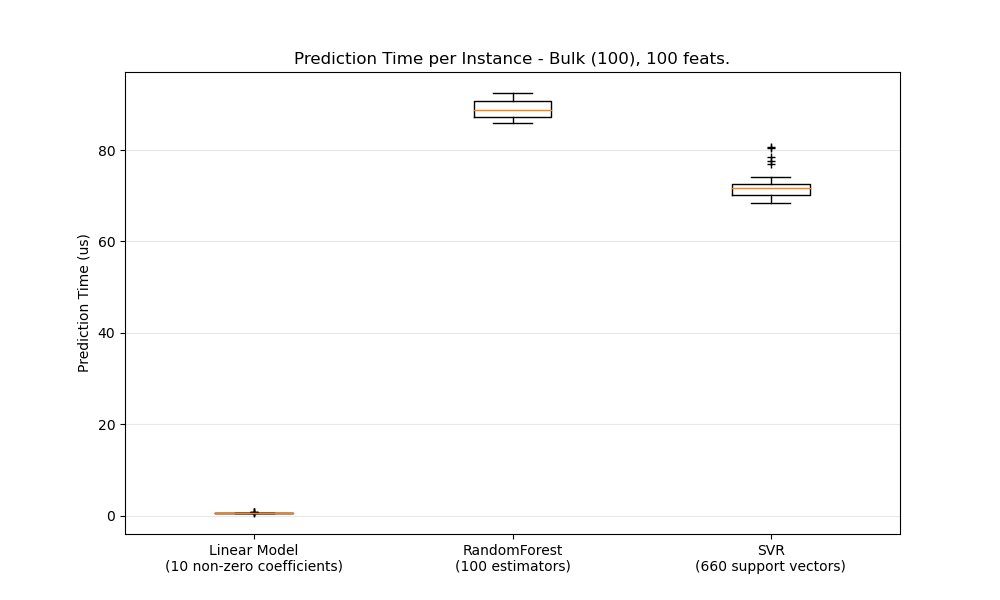 Prediction Time per Instance - Bulk (100), 100 feats.
Prediction Time (us)
80
60
40
20
0
Linear Model
(10 non-zero coefficients)
RandomForest
(100 estimators)
SVR
(660 support vectors)